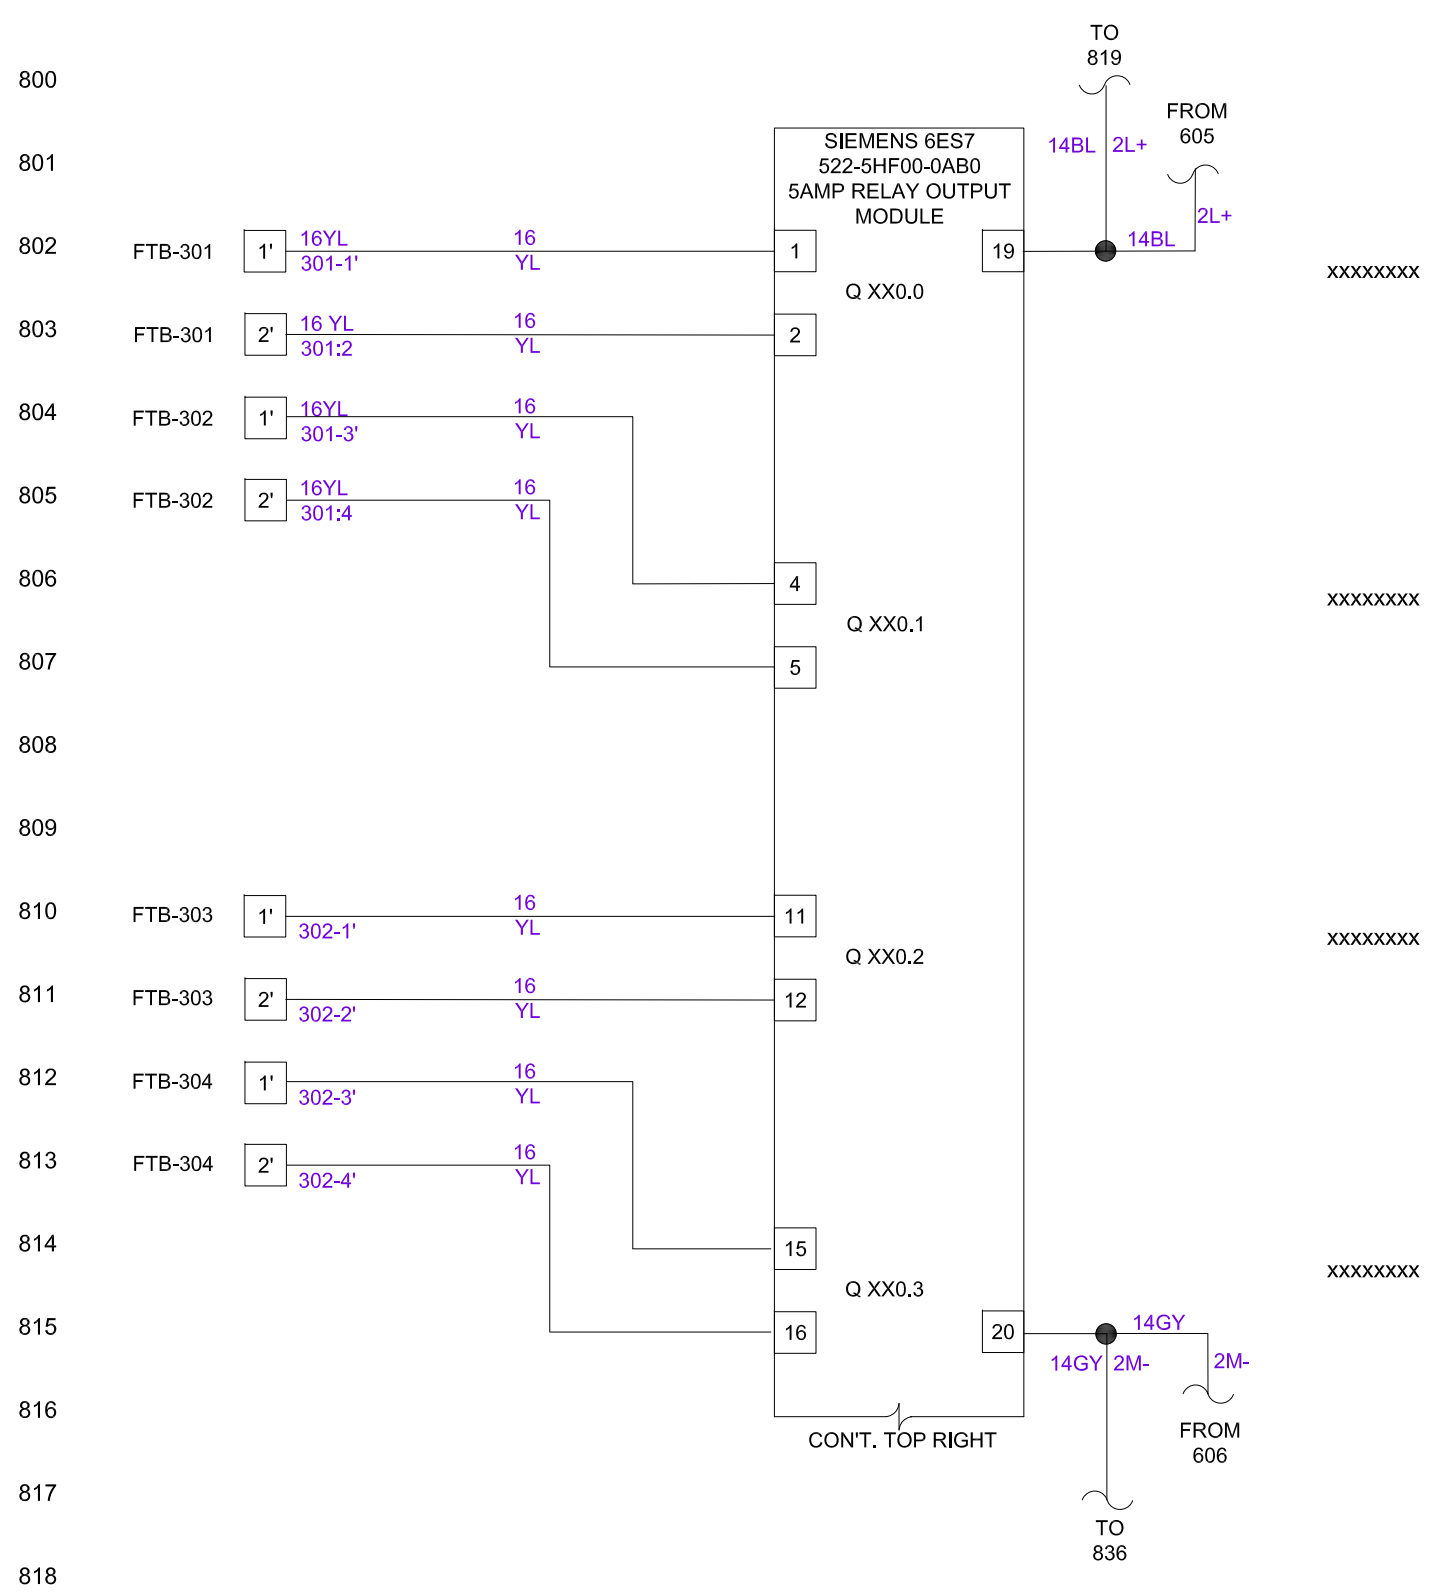 TO
819
800
FROM
605
SIEMENS 6ES7
522-5HF00-0AB0
5AMP RELAY OUTPUT
MODULE
14BL 2L+
801
2L+
802 FTB-301 1' 16YL 16 1 19 14BL
301-1' YL
xxxxxxxx
Q XX0.0
803 FTB-301 2' 16 YL 16 2
301:2 YL
804 FTB-302 1' 16YL 16
301-3' YL
805 FTB-302 2' 16YL 16
301:4 YL
806 4
xxxxxxxx
Q XX0.1
807 5
808
809
810 FTB-303 1' 16 11
302-1' YL
xxxxxxxx
Q XX0.2
811 FTB-303 2' 16 12
302-2' YL
812 FTB-304 1' 16
302-3' YL
813 FTB-304 2' 16
302-4' YL
814 15
xxxxxxxx
Q XX0.3
815 16 20 14GY
14GY 2M- 2M-
816
CON'T. TOP RIGHT
FROM
606
817
TO
836
818